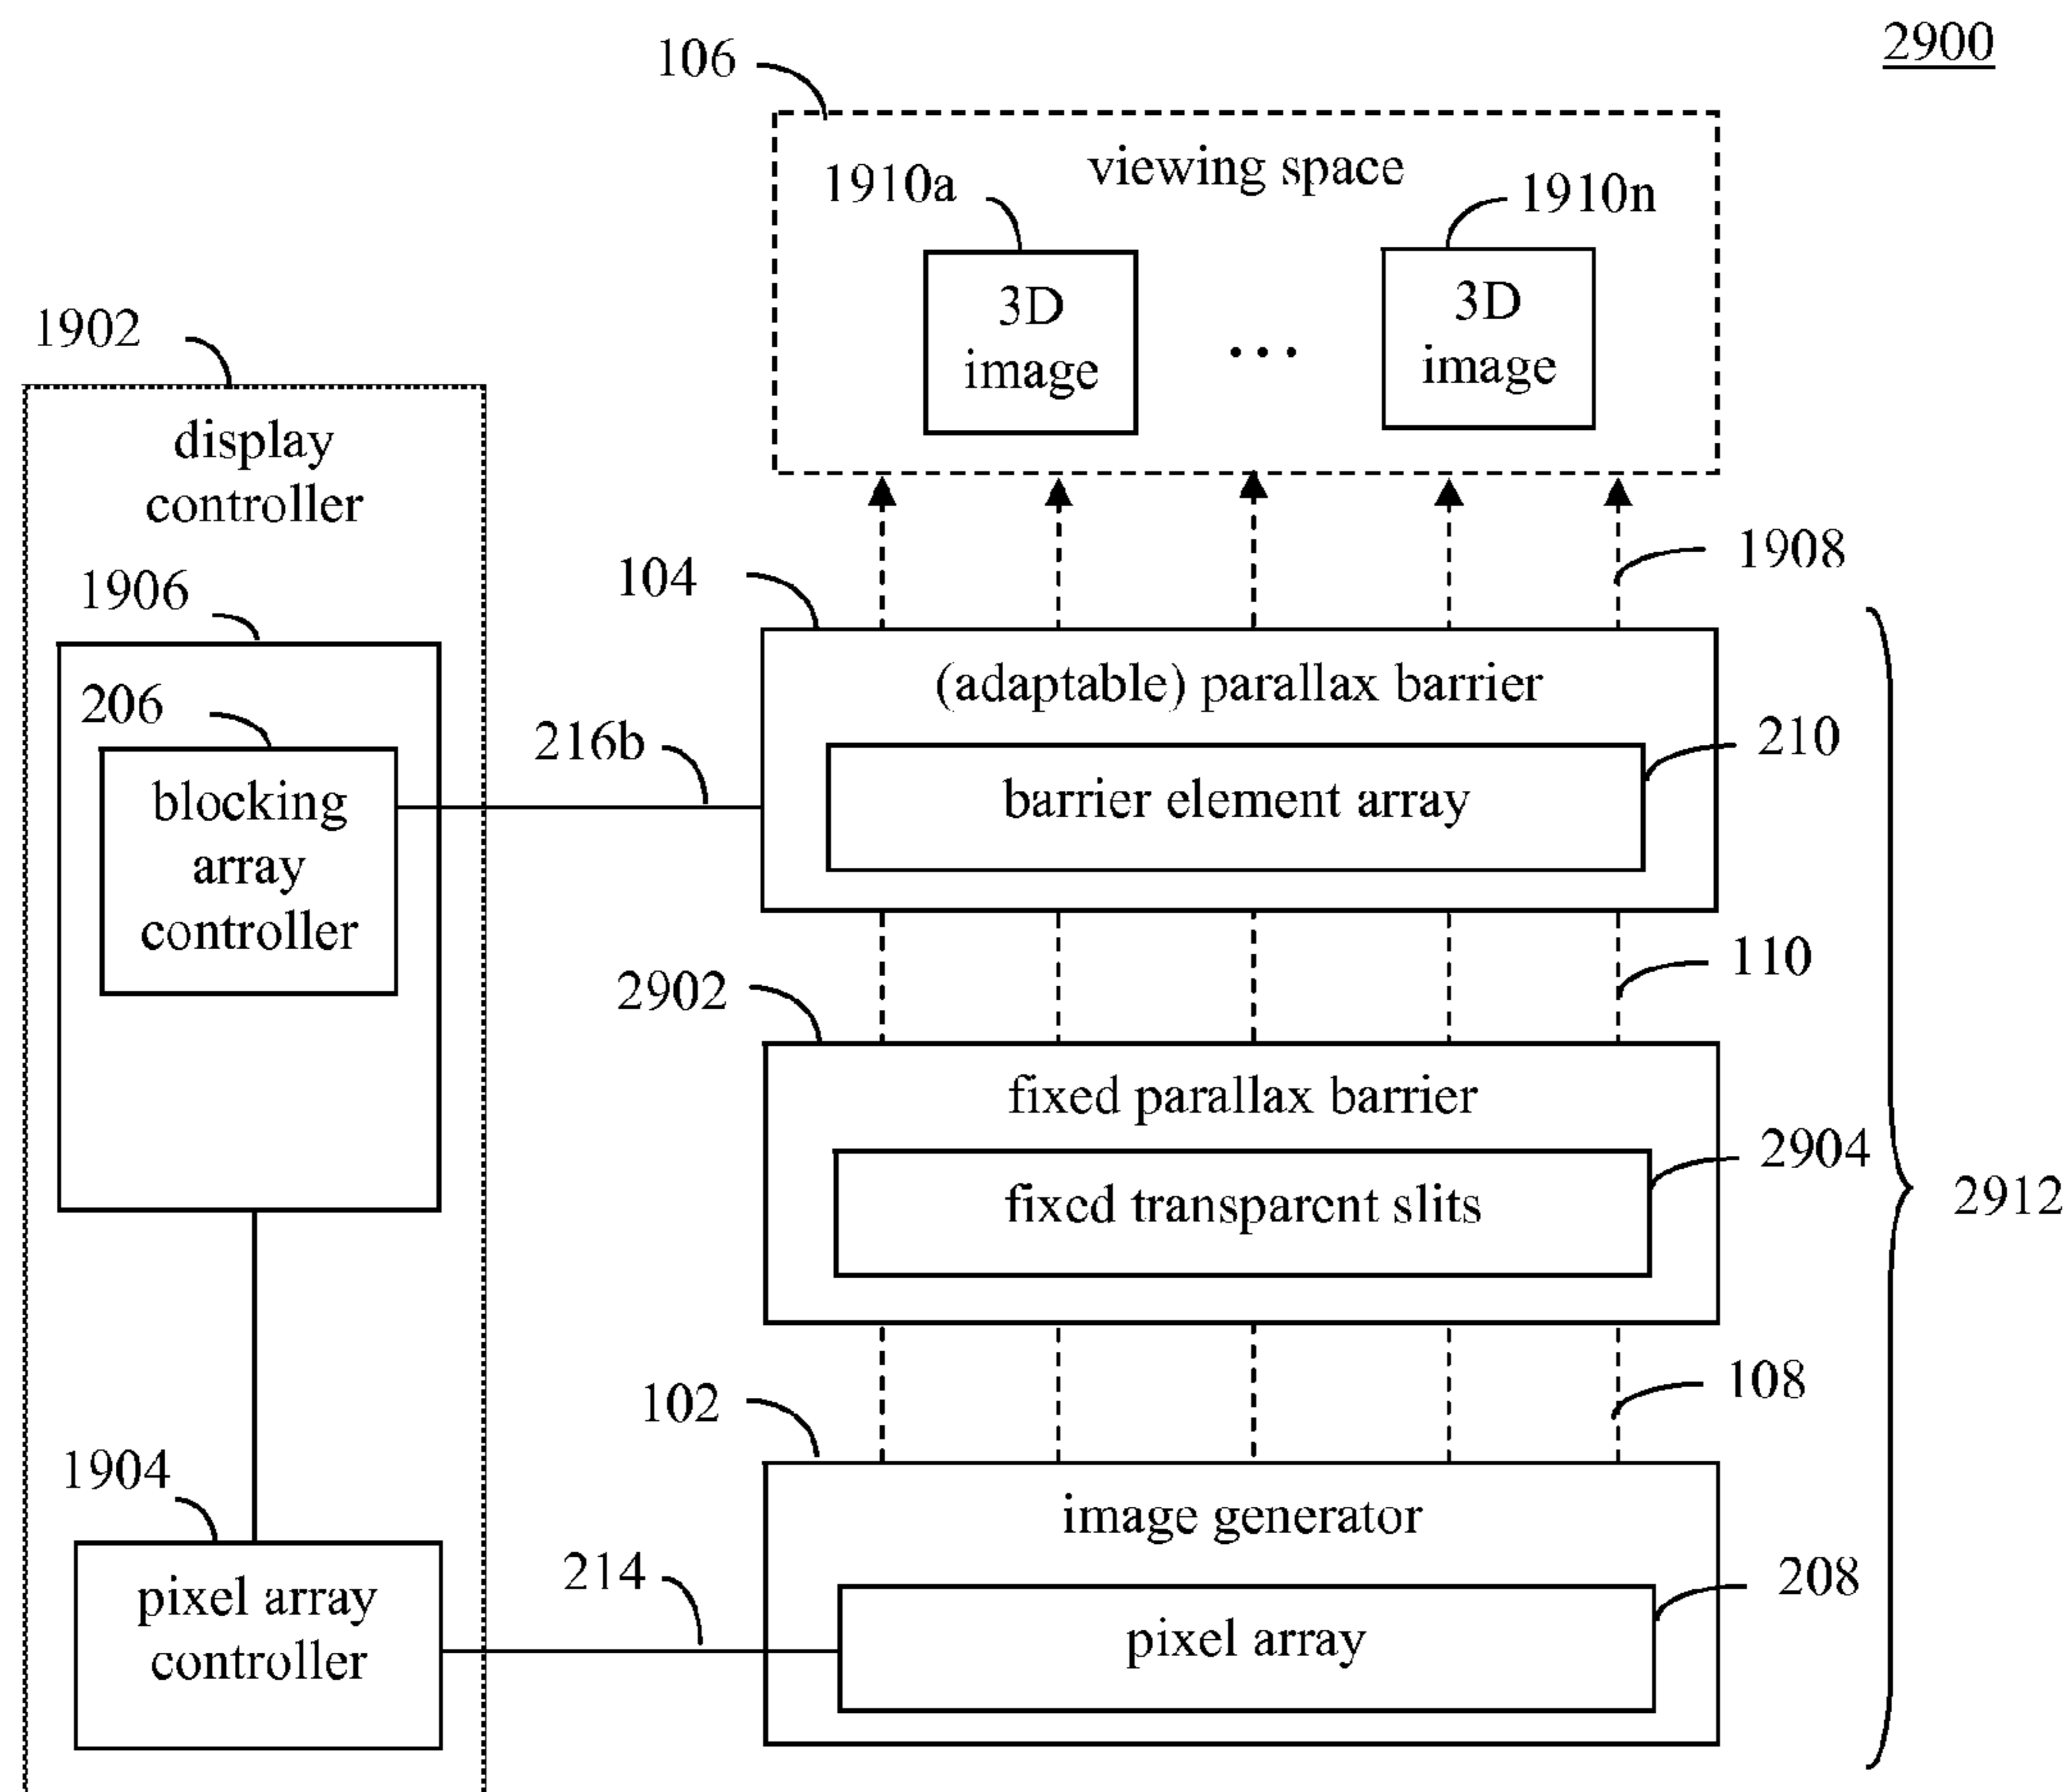 2900
106
viewing space
1910a
1910n
3D
image
...
3D
image
1902
display
controller
1908
104
1906
(adaptable) parallax barrier
206
216b
210
blocking
array
controller
barrier element array
110
2902
fixed parallax barrier
2904
fixed transparent slits
2912
108
102
1904
image generator
214
208
pixel array
controller
pixel array